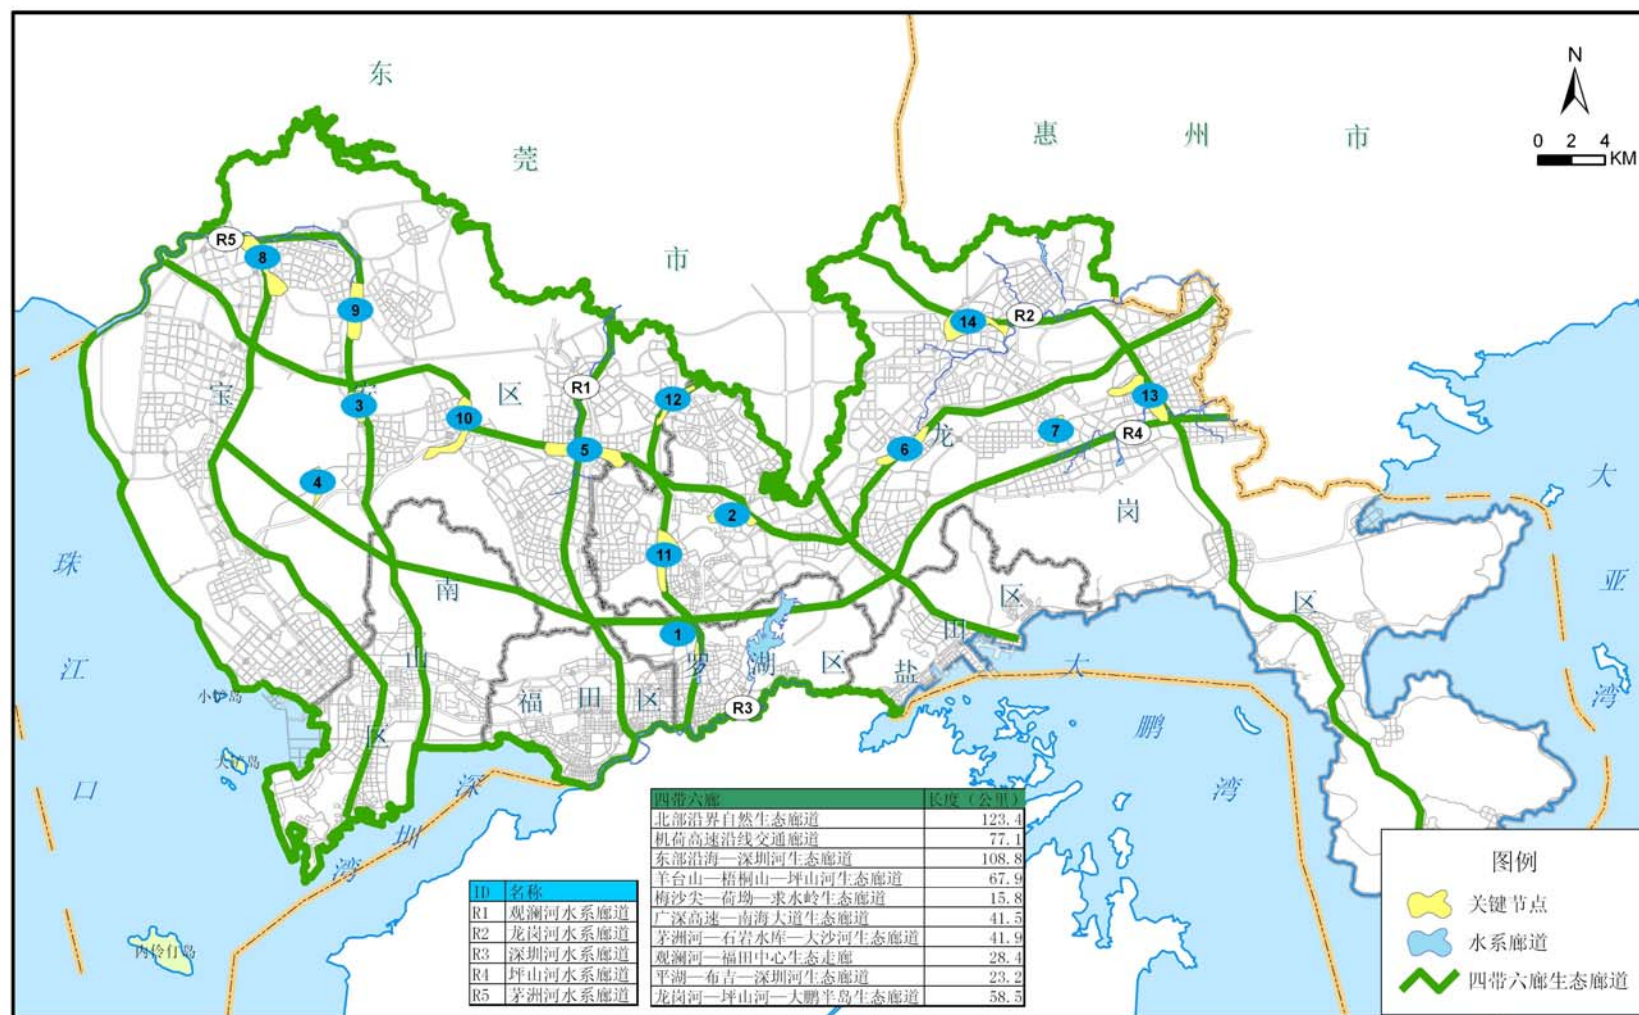 东
莞
市
惠 州 市
N
0 2 4
KM
R5
8
9
14
R2
宝
区
R1
3
10
12
13
R4
5
6
龙
7
4
2
岗
11
大
亚
湾
珠
江
口
南
山
区
1
罗 湖 区
盐
田
区
区
福 田 区
R3
小铲岛
大铲岛
内伶仃岛
深
圳
湾
大
鹏
湾
ID 名称
R1 观澜河水系廊道
R2 龙岗河水系廊道
R3 深圳河水系廊道
R4 坪山河水系廊道
R5 茅洲河水系廊道
四带六廊 长度（公里）
北部沿界自然生态廊道 123.4
机荷高速沿线交通廊道 77.1
东部沿海—深圳河生态廊道 108.8
羊台山—梧桐山—坪山河生态廊道 67.9
梅沙尖—荷坳—求水岭生态廊道 15.8
广深高速—南海大道生态廊道 41.5
茅洲河—石岩水库—大沙河生态廊道 41.9
观澜河—福田中心生态走廊 28.4
平湖—布吉—深圳河生态廊道 23.2
龙岗河—坪山河—大鹏半岛生态廊道 58.5
图例
关键节点
水系廊道
四带六廊生态廊道